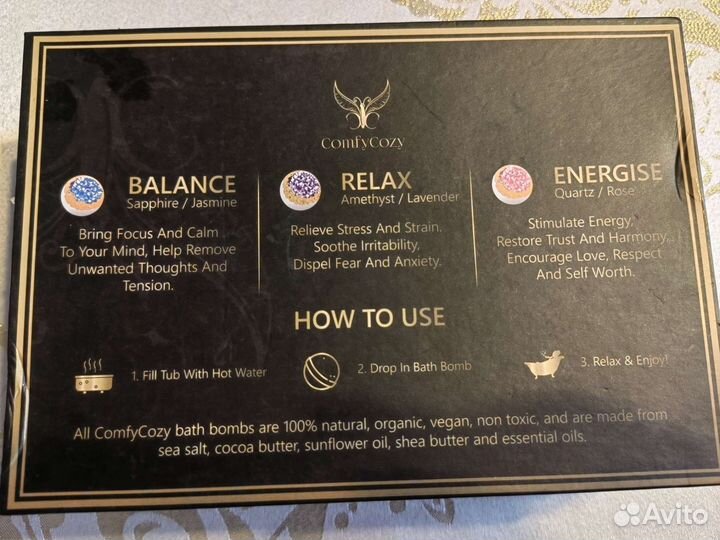 ComfyCozy
BALANCE
Sapphire / Jasmine
Bring Focus And Calm
To Your Mind, Help Remove
Unwanted Thoughts And
Tension.
RELAX
Amethyst / Lavender
Relieve Stress And Strain.
Soothe Irritability,
Dispel Fear And Anxiety.
ENERGISE
Quartz / Rose
Stimulate Energy,
Restore Trust And Harmony,
Encourage Love, Respect
And Self Worth.
HOW TO USE
1. Fill Tub With Hot Water
2. Drop In Bath Bomb
3. Relax & Enjoy!
All ComfyCozy bath bombs are 100% natural, organic, vegan, non toxic, and are made from
sea salt, cocoa butter, sunflower oil, shea butter and essential oils.
Avito